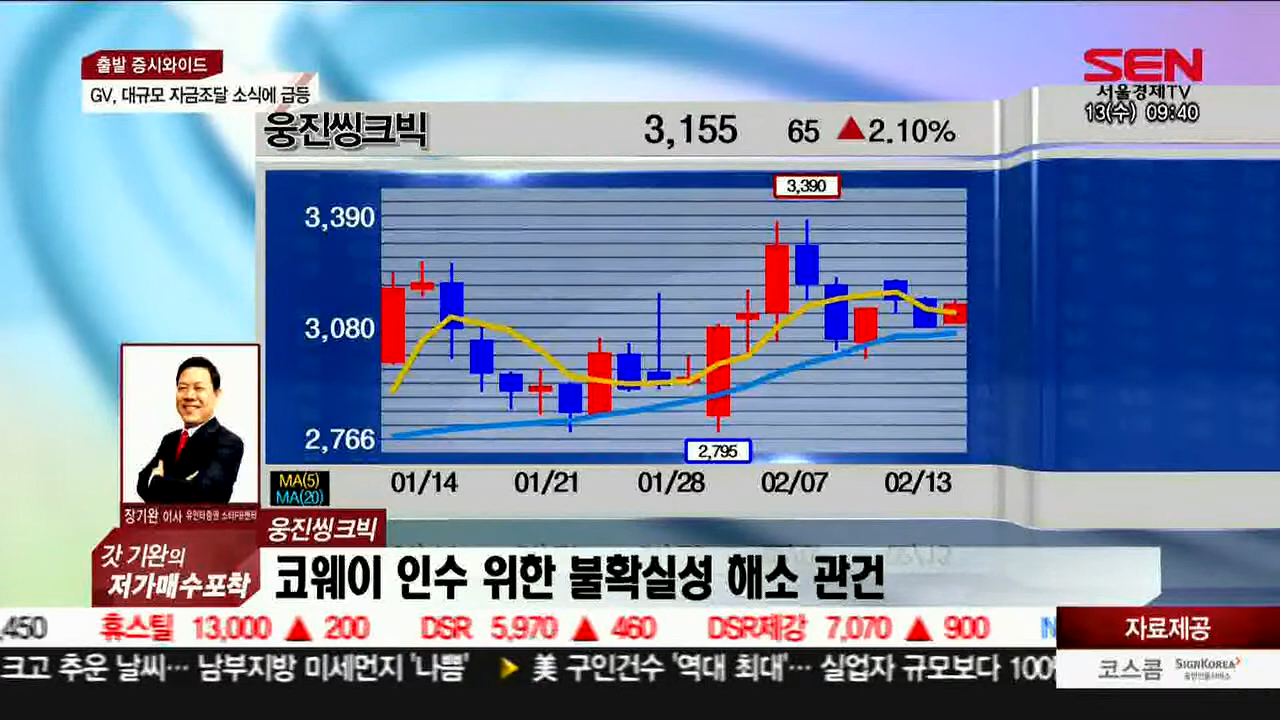 출발 증시와이드
GV, 대규모 자금조달 소식에 급등
SEN
서울경제TV
13(수) 09:40
웅진씽크빅 3,155 65 ▲2.10%
3,390
3,390
3,080
2,766
2,795
01/14 01/21 01/28 02/07 02/13
MA(5)
MA(20)
장기완 이사
갓 기완의
저가매수포착
웅진씽크빅
코웨이 인수 위한 불확실성 해소 관건
,450 휴스틸 13,000 ▲ 200 DSR 5,970 ▲ 460 DSR제강 7,070 ▲ 900 N
자료제공
크고 추운 날씨… 남부지방 미세먼지 '나쁨' ▶ 美 구인건수 '역대 최대'… 실업자 규모보다 100
코스콤 SIGNKOREA